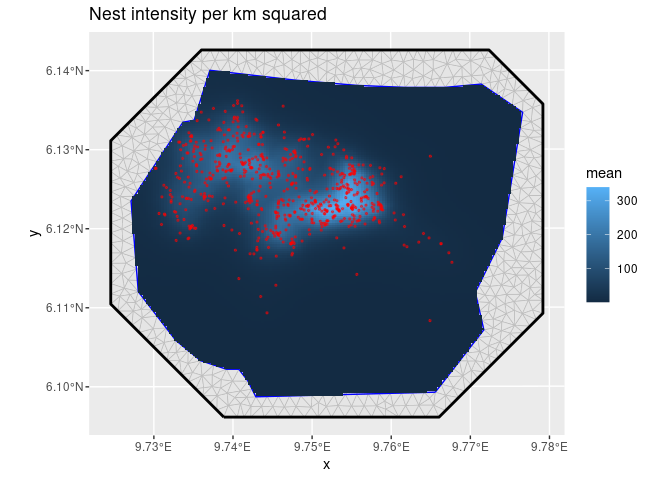 Nest intensity per km squared
6.14°N
6.13°N
6.12°N
6.11°N
6.10°N
y
9.73°E
9.74°E
9.75°E
9.76°E
9.77°E
9.78°E
x
mean
300
200
100